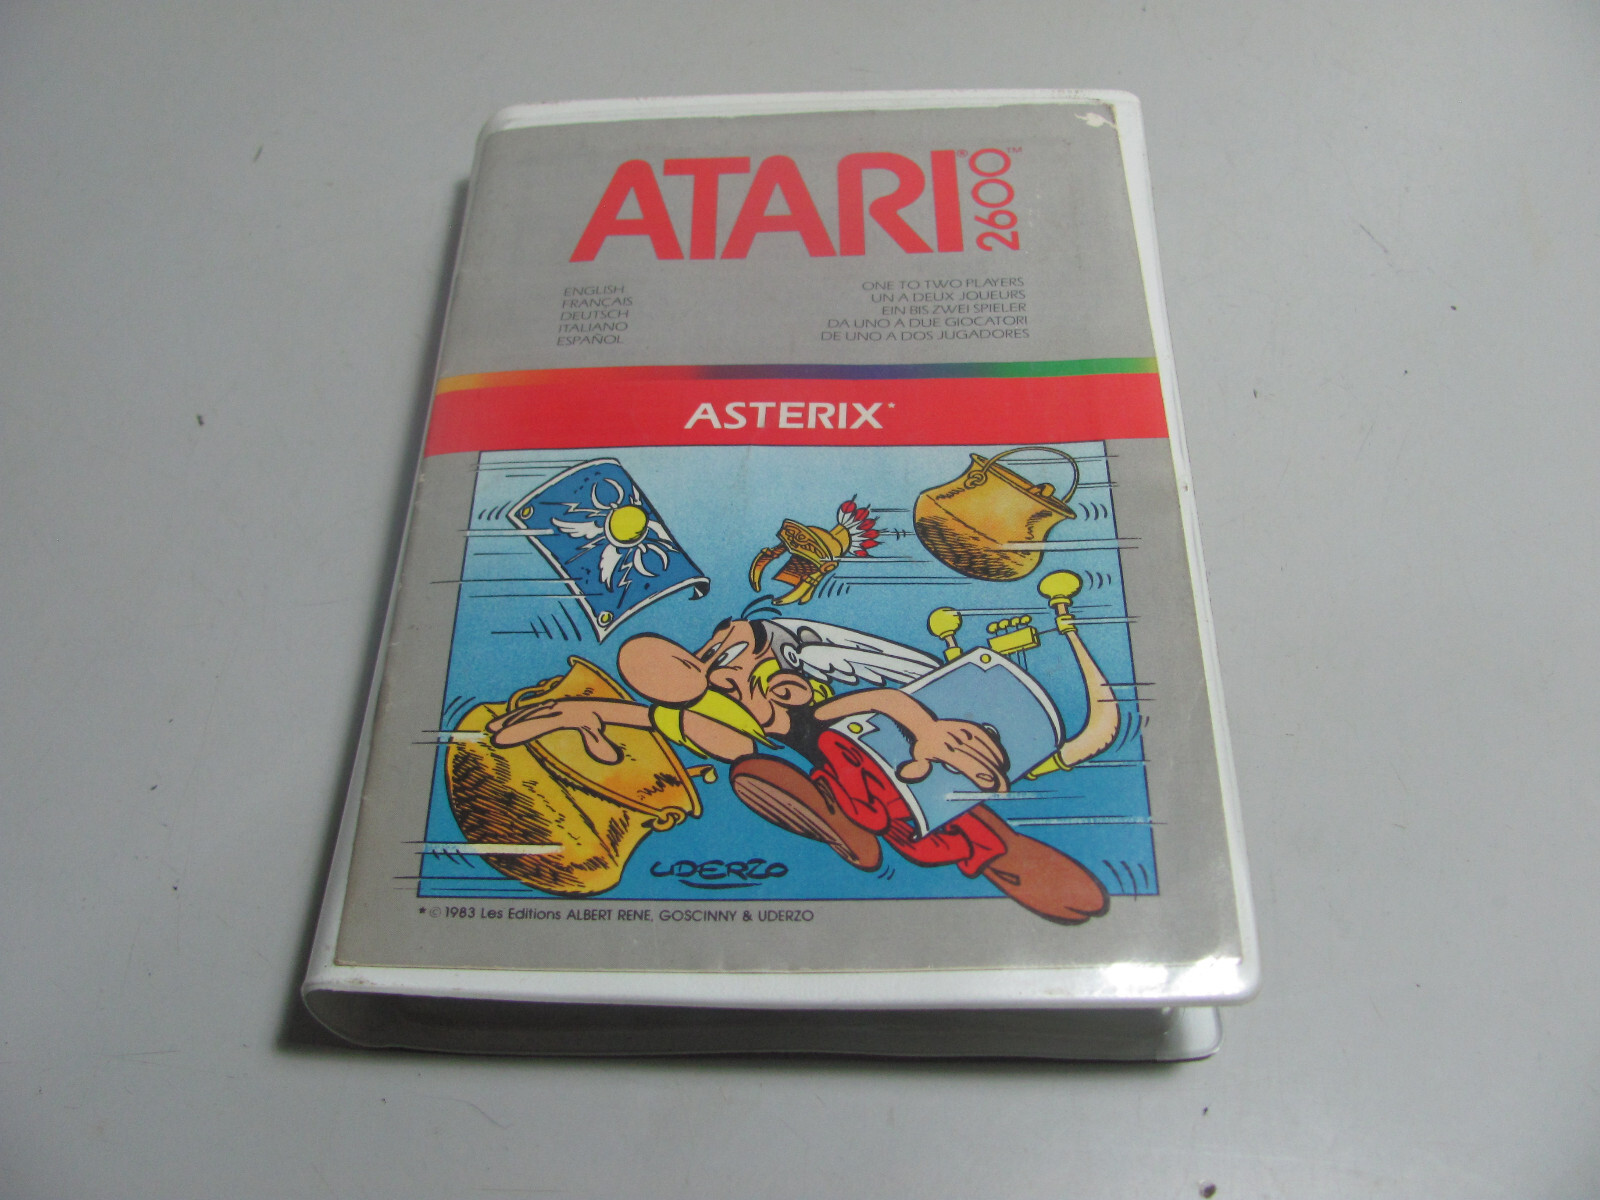 ATARI® 2600™
ENGLISH
FRANÇAIS
DEUTSCH
ITALIANO
ESPAÑOL
ONE TO TWO PLAYERS
UN A DEUX JOUEURS
EIN BIS ZWEI SPIELER
DA UNO A DUE GIOCATORI
DE UNO A DOS JUGADORES
ASTERIX*
UDERZO
*© 1983 Les Editions ALBERT RENE, GOSCINNY & UDERZO